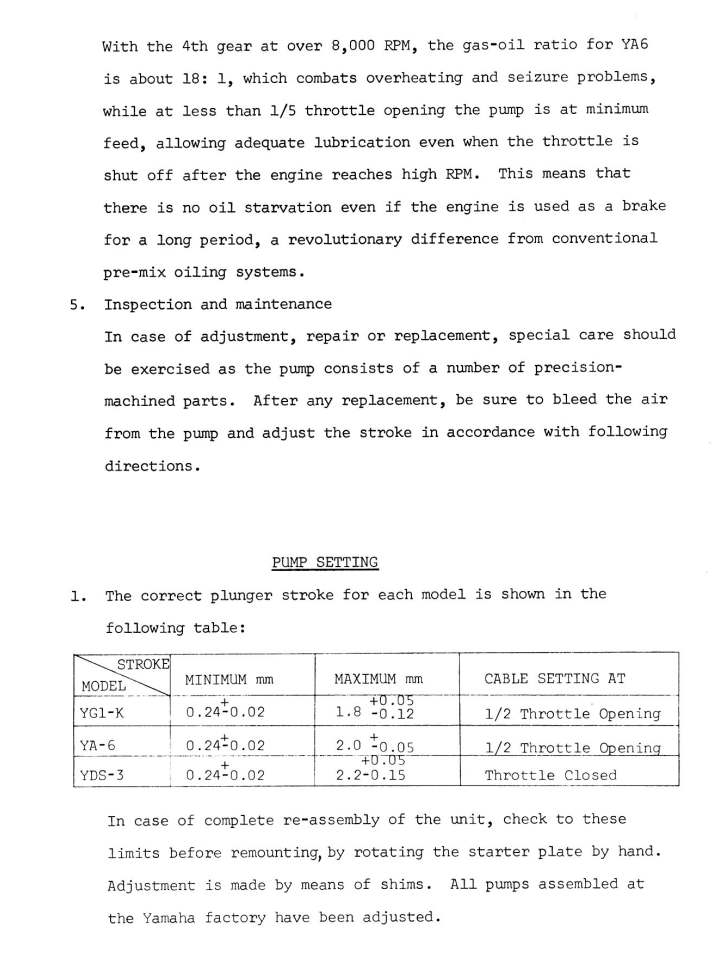 With the 4th gear at over 8,000 RPM, the gas-oil ratio for YA6
is about 18: 1, which combats overheating and seizure problems,
while at less than 1/5 throttle opening the pump is at minimum
feed, allowing adequate lubrication even when the throttle is
shut off after the engine reaches high RPM. This means that
there is no oil starvation even if the engine is used as a brake
for a long period, a revolutionary difference from conventional
pre-mix oiling systems.
5. Inspection and maintenance
In case of adjustment, repair or replacement, special care should
be exercised as the pump consists of a number of precision-
machined parts. After any replacement, be sure to bleed the air
from the pump and adjust the stroke in accordance with following
directions.
PUMP SETTING
1. The correct plunger stroke for each model is shown in the
following table:
STROKE
MODEL MINIMUM mm MAXIMUM mm CABLE SETTING AT
YG1-K 0.24±0.02 1.8 +0.05 -0.12 1/2 Throttle Opening
YA-6 0.24±0.02 2.0 ±0.05 1/2 Throttle Opening
YDS-3 0.24±0.02 2.2 +0.05 -0.15 Throttle Closed
In case of complete re-assembly of the unit, check to these
limits before remounting, by rotating the starter plate by hand.
Adjustment is made by means of shims. All pumps assembled at
the Yamaha factory have been adjusted.